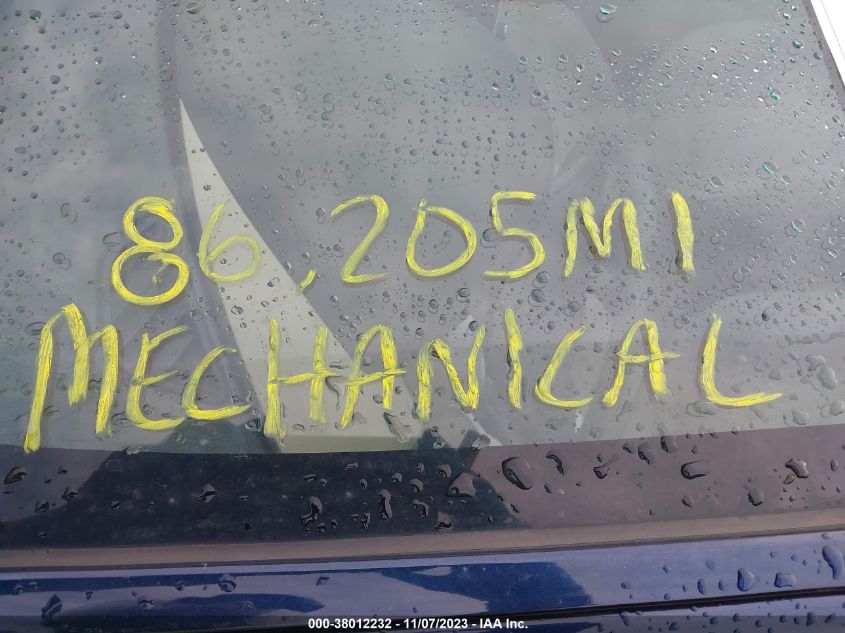 86,205MI
MECHANICAL
000-38012232 - 11/07/2023 - IAA Inc.